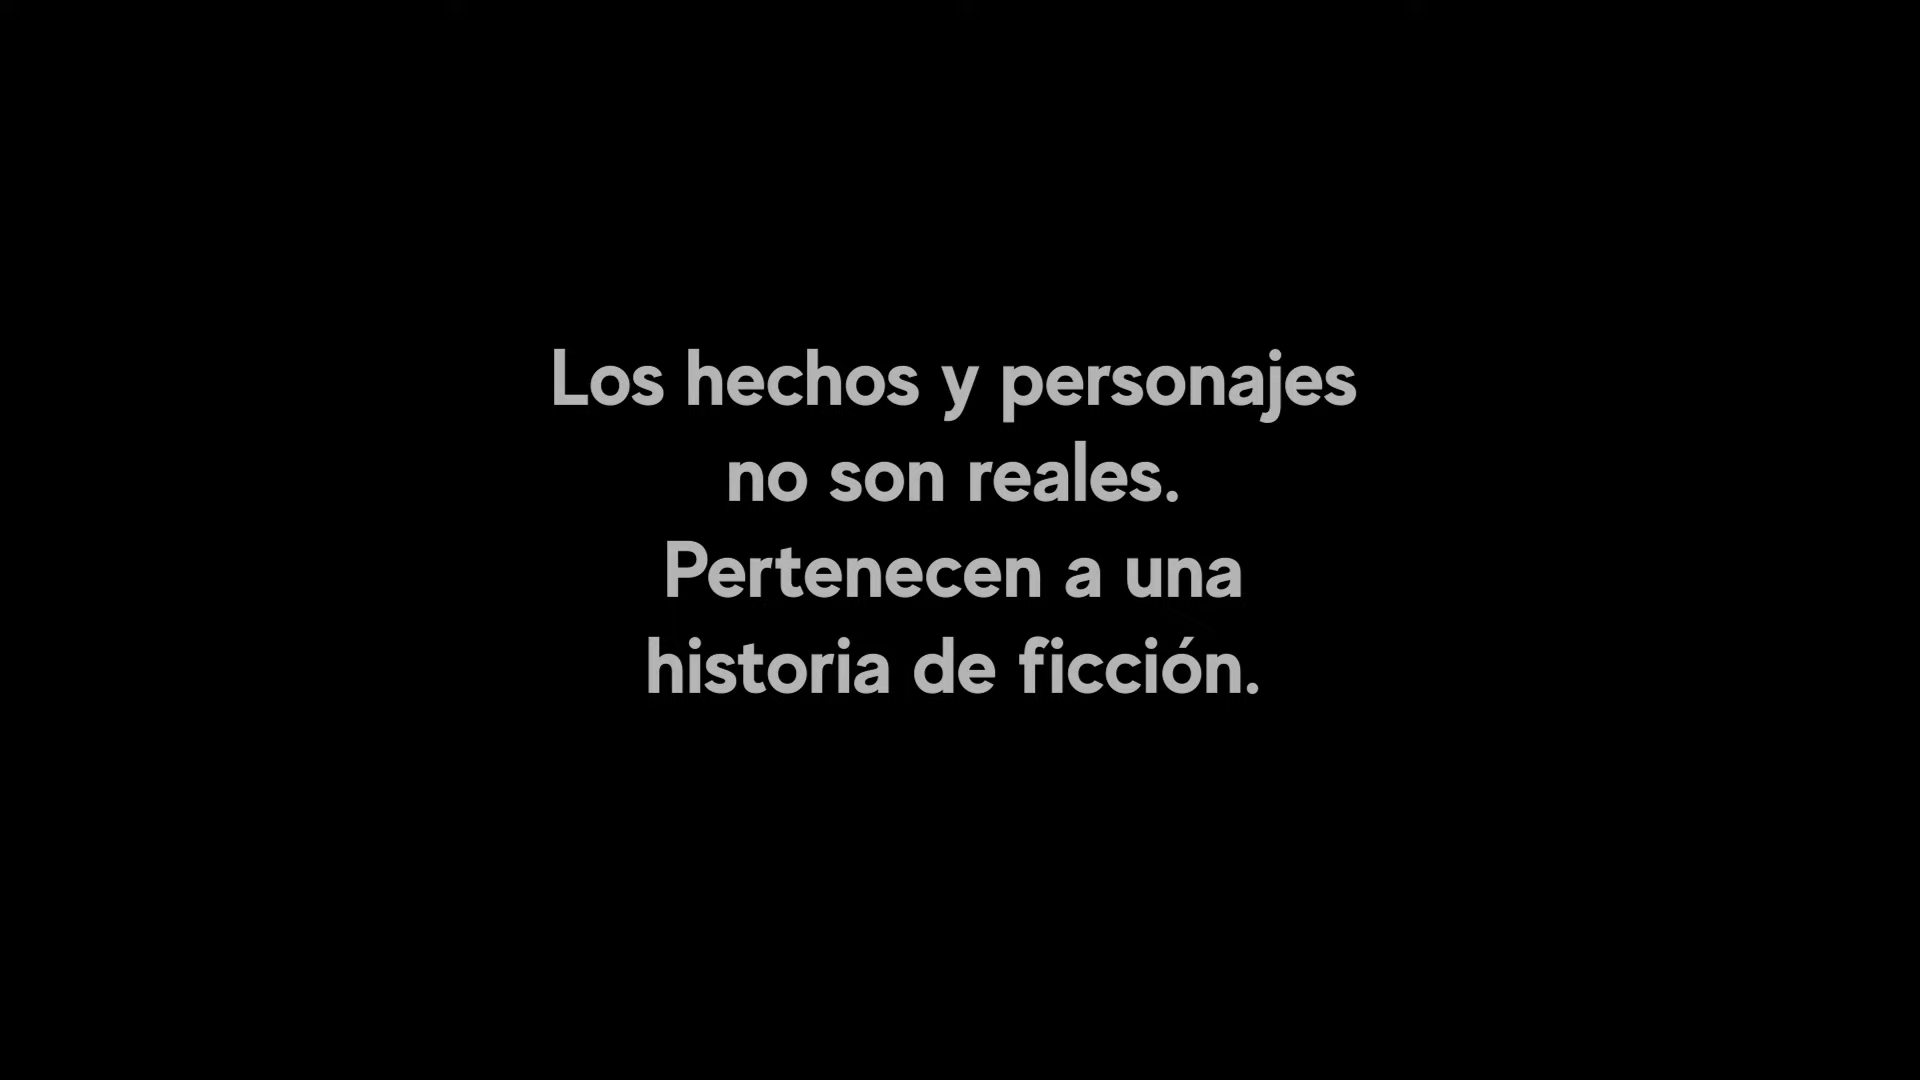 Los hechos y personajes
no son reales.
Pertenecen a una
historia de ficción.